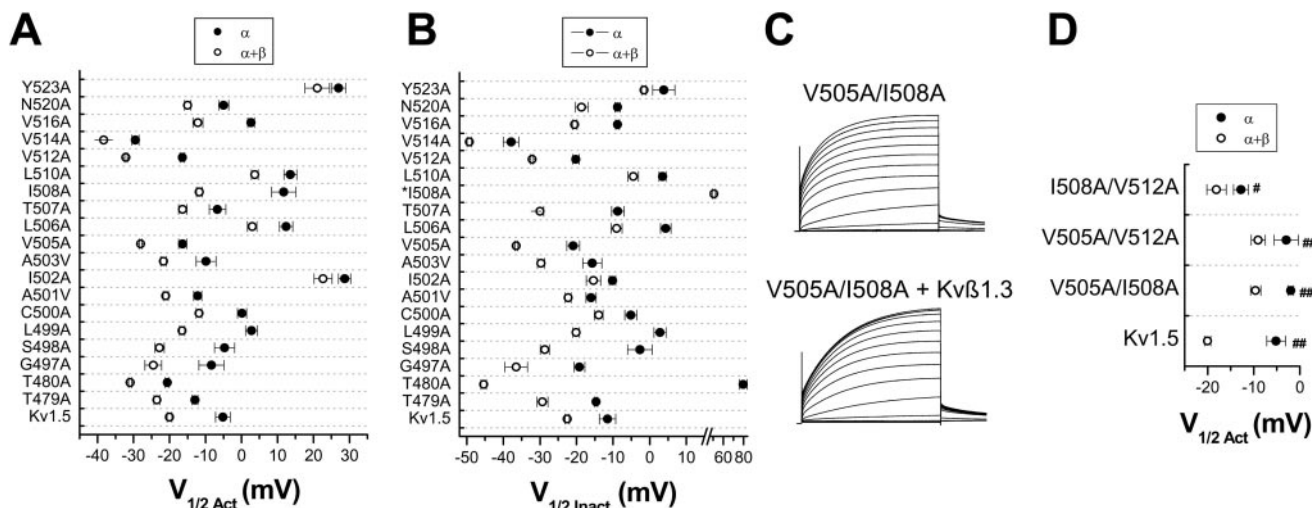 A
● α
○ α+β
Y523A
N520A
V516A
V514A
V512A
L510A
I508A
T507A
L506A
V505A
A503V
I502A
A501V
C500A
L499A
S498A
G497A
T480A
T479A
Kv1.5
-40 -30 -20 -10 0 10 20 30
V1/2 Act (mV)
B
● α
○ α+β
Y523A
N520A
V516A
V514A
V512A
L510A
*I508A
T507A
L506A
V505A
A503V
I502A
A501V
C500A
L499A
S498A
G497A
T480A
T479A
Kv1.5
-50 -40 -30 -20 -10 0 10 60 80
V1/2 Inact (mV)
C
V505A/I508A
V505A/I508A + Kvß1.3
D
● α
○ α+β
I508A/V512A #
V505A/V512A ##
V505A/I508A ##
Kv1.5 ##
-20 -10 0
V1/2 Act (mV)